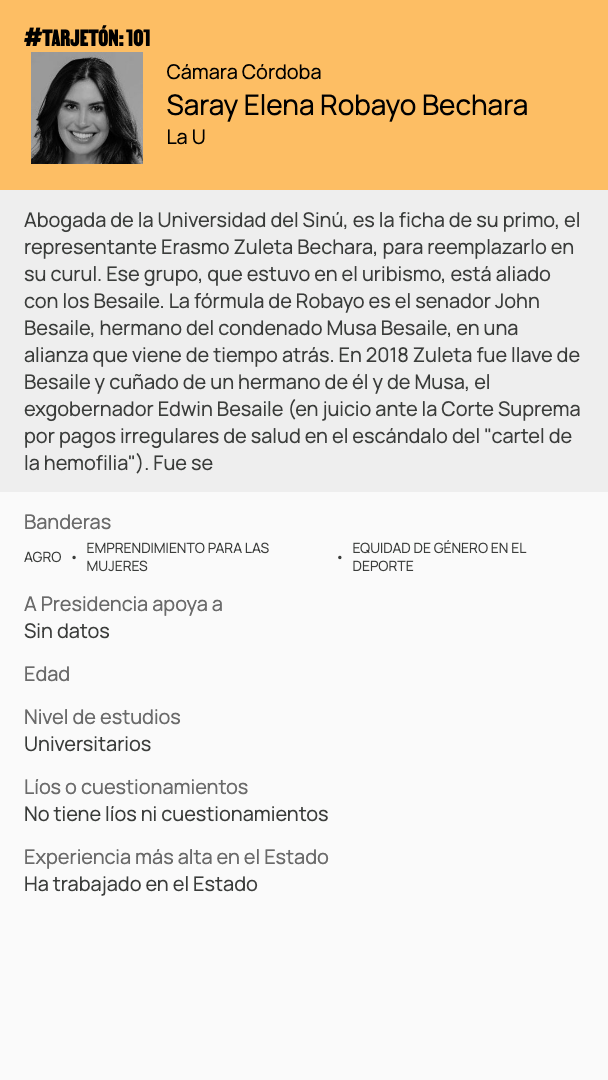 #TARJETÓN: 101
Cámara Córdoba
Saray Elena Robayo Bechara
La U
Abogada de la Universidad del Sinú, es la ficha de su primo, el
representante Erasmo Zuleta Bechara, para reemplazarlo en
su curul. Ese grupo, que estuvo en el uribismo, está aliado
con los Besaile. La fórmula de Robayo es el senador John
Besaile, hermano del condenado Musa Besaile, en una
alianza que viene de tiempo atrás. En 2018 Zuleta fue llave de
Besaile y cuñado de un hermano de él y de Musa, el
exgobernador Edwin Besaile (en juicio ante la Corte Suprema
por pagos irregulares de salud en el escándalo del "cartel de
la hemofilia"). Fue se
Banderas
AGRO • EMPRENDIMIENTO PARA LAS MUJERES • EQUIDAD DE GÉNERO EN EL DEPORTE
A Presidencia apoya a
Sin datos
Edad
Nivel de estudios
Universitarios
Líos o cuestionamientos
No tiene líos ni cuestionamientos
Experiencia más alta en el Estado
Ha trabajado en el Estado